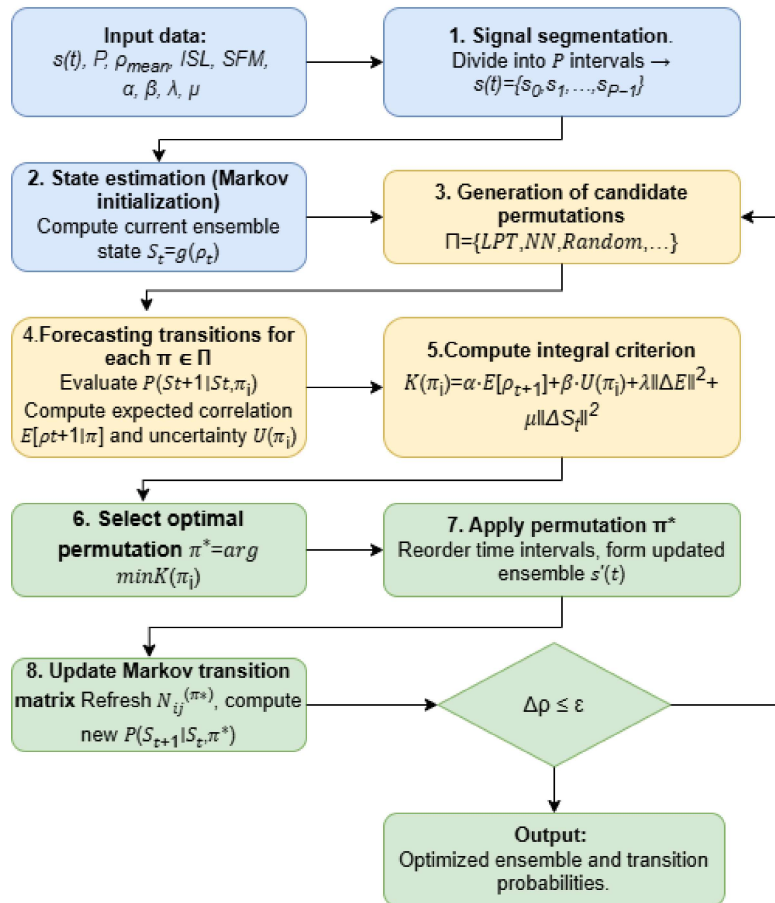 Input data:
s(t), P, ρmean, ISL, SFM,
α, β, λ, μ
1. Signal segmentation.
Divide into P intervals →
s(t)={s0,s1,…,sP−1}
2. State estimation (Markov
initialization)
Compute current ensemble
state St=g(ρt)
3. Generation of candidate
permutations
Π={LPT,NN,Random,…}
4.Forecasting transitions for
each π ∈ Π
Evaluate P(St+1|St,πi)
Compute expected correlation
E[ρt+1|π] and uncertainty U(πi)
5.Compute integral criterion
K(πi)=α·E[ρt+1]+β·U(πi)+λ‖ΔE‖²+
μ‖ΔSt‖²
6. Select optimal
permutation π*=arg
minK(πi)
7. Apply permutation π*
Reorder time intervals, form updated
ensemble s'(t)
8. Update Markov transition
matrix Refresh Nij(π*), compute
new P(St+1|St,π*)
Δρ ≤ ε
Output:
Optimized ensemble and transition
probabilities.